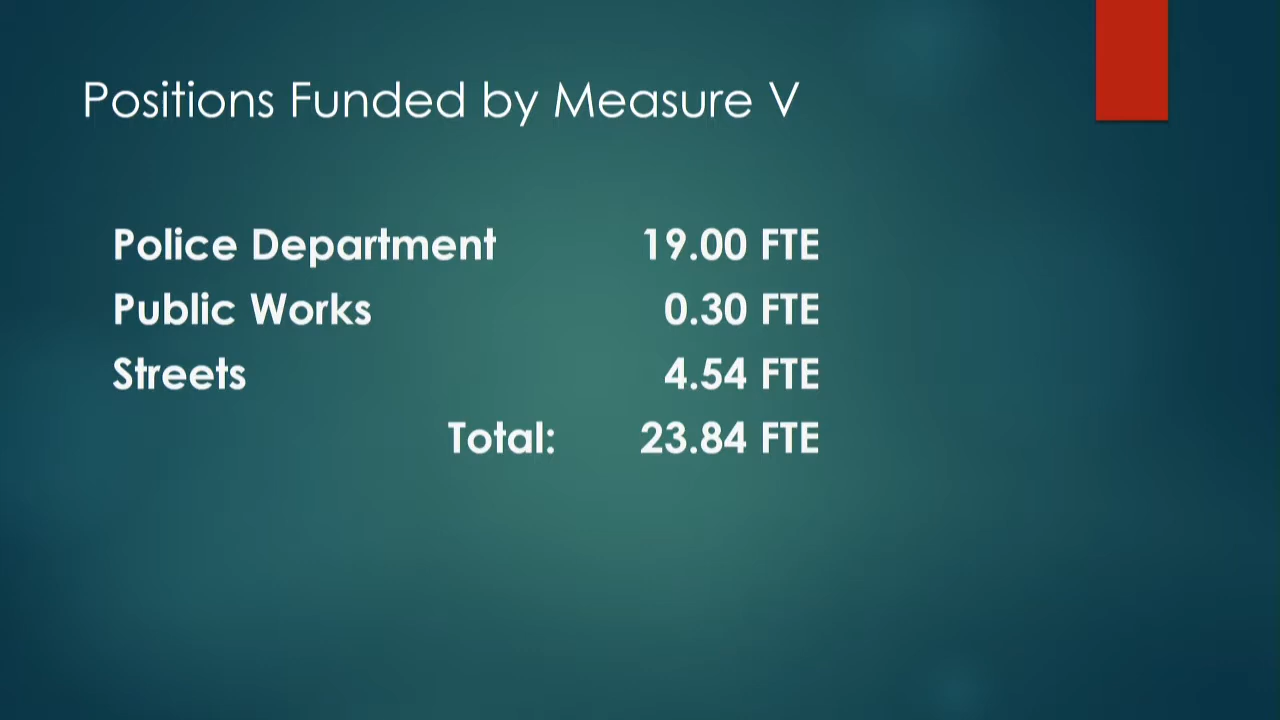 Positions Funded by Measure V
Police Department 19.00 FTE
Public Works 0.30 FTE
Streets 4.54 FTE
Total: 23.84 FTE